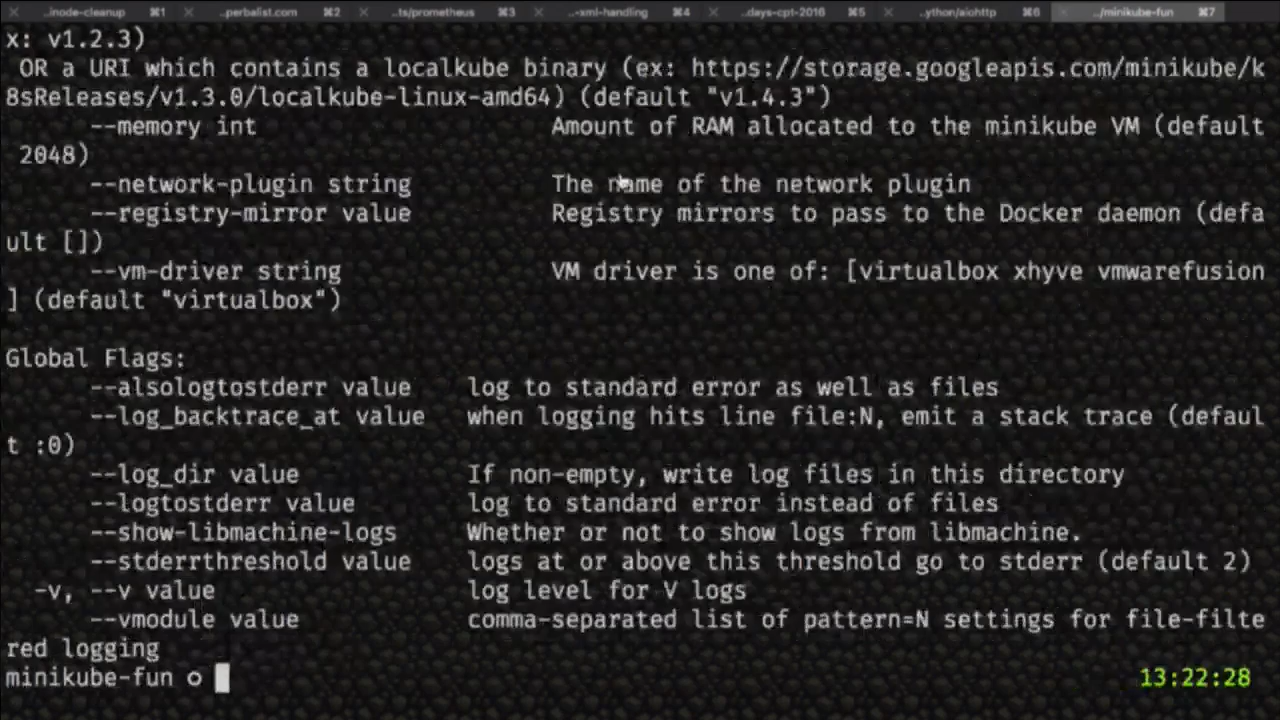 ..inode-cleanup ⌘1 ..perbalist.com ⌘2 ..ts/prometheus ⌘3 ..-xml-handling ⌘4 ..days-cpt-2016 ⌘5 ..ython/aiohttp ⌘6 ../minikube-fun ⌘7
x: v1.2.3)
OR a URI which contains a localkube binary (ex: https://storage.googleapis.com/minikube/k
8sReleases/v1.3.0/localkube-linux-amd64) (default "v1.4.3")
--memory int Amount of RAM allocated to the minikube VM (default
2048)
--network-plugin string The name of the network plugin
--registry-mirror value Registry mirrors to pass to the Docker daemon (defa
ult [])
--vm-driver string VM driver is one of: [virtualbox xhyve vmwarefusion
] (default "virtualbox")
Global Flags:
--alsologtostderr value log to standard error as well as files
--log_backtrace_at value when logging hits line file:N, emit a stack trace (defaul
t :0)
--log_dir value If non-empty, write log files in this directory
--logtostderr value log to standard error instead of files
--show-libmachine-logs Whether or not to show logs from libmachine.
--stderrthreshold value logs at or above this threshold go to stderr (default 2)
-v, --v value log level for V logs
--vmodule value comma-separated list of pattern=N settings for file-filte
red logging
minikube-fun o 13:22:28